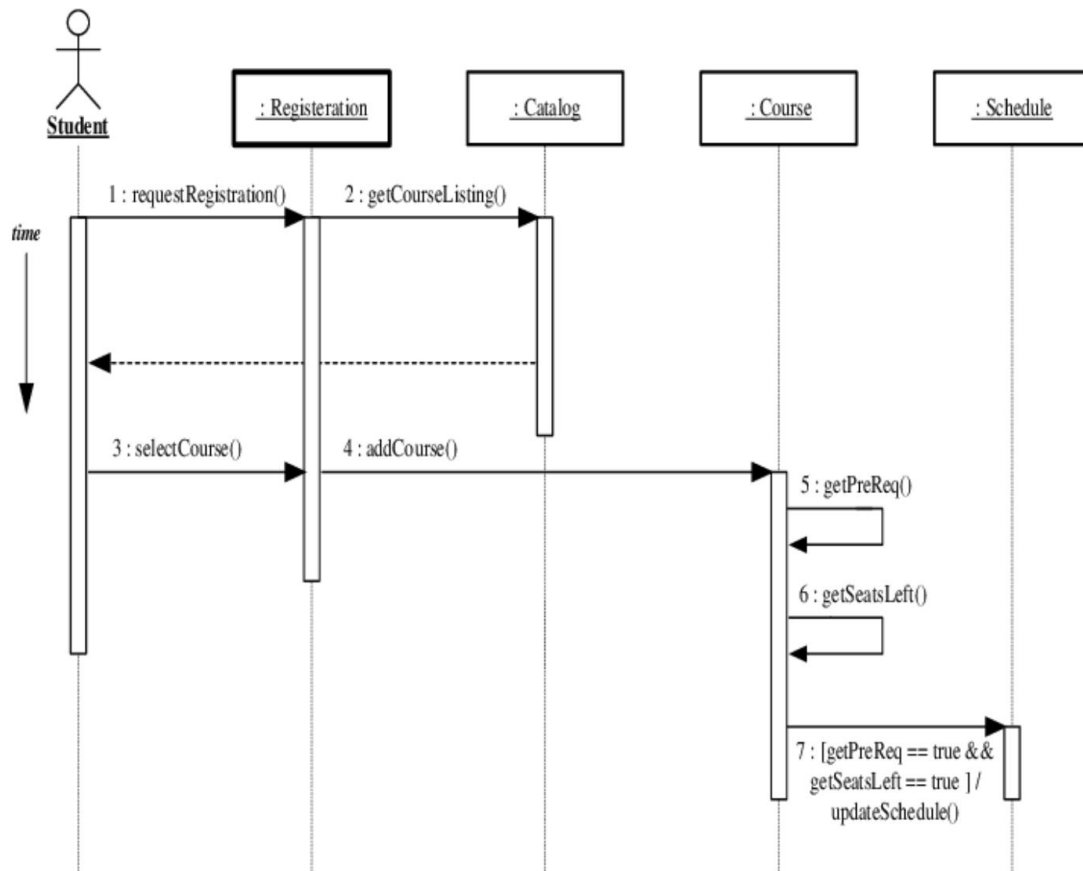 Student
: Registeration
: Catalog
: Course
: Schedule
1 : requestRegistration()
2 : getCourseListing()
time
3 : selectCourse()
4 : addCourse()
5 : getPreReq()
6 : getSeatsLeft()
7 : [getPreReq == true &&
getSeatsLeft == true ] /
updateSchedule()